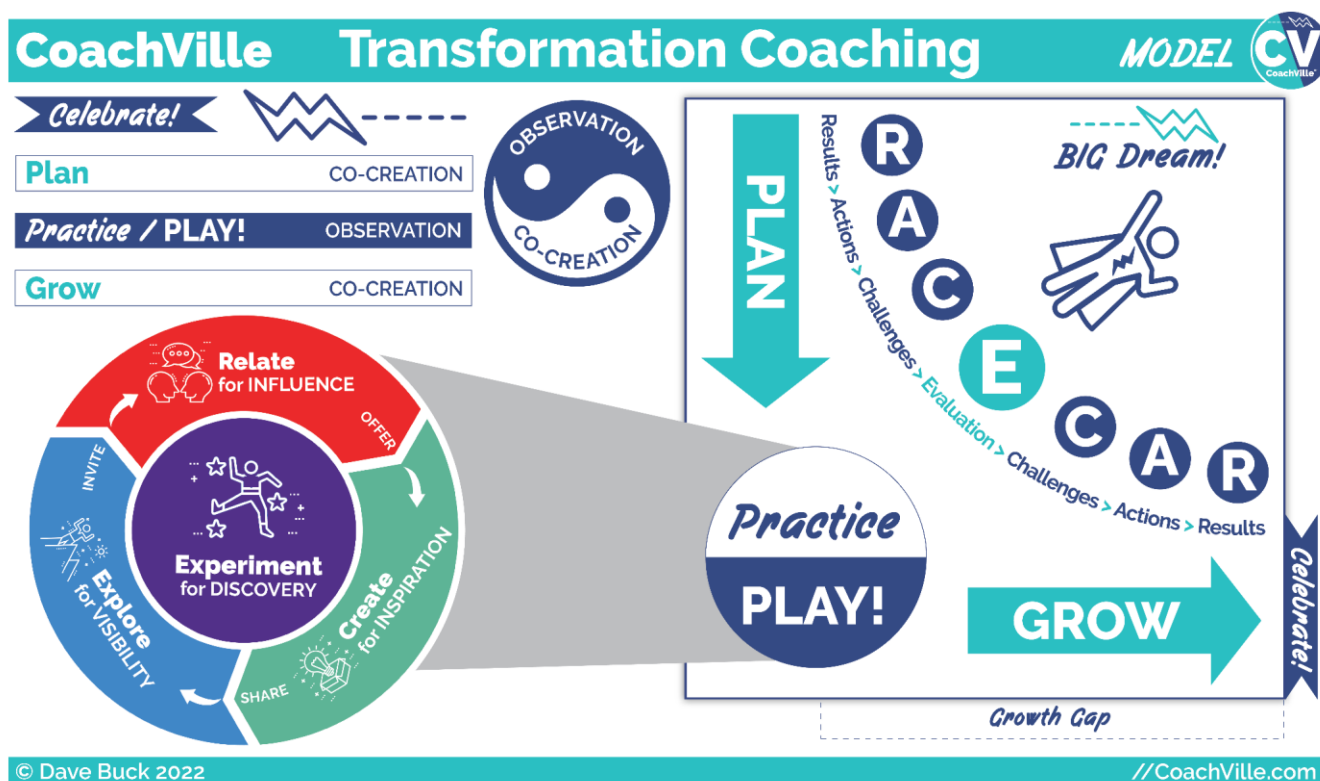 CoachVille Transformation Coaching MODEL
CV
CoachVille®
Celebrate!
Plan CO-CREATION
Practice / PLAY! OBSERVATION
Grow CO-CREATION
OBSERVATION
CO-CREATION
Relate
for INFLUENCE
OFFER
Create
for INSPIRATION
SHARE
Explore
for VISIBILITY
INVITE
Experiment
for DISCOVERY
PLAN
Results > Actions > Challenges > Evaluation > Challenges > Actions > Results
R
A
C
E
C
A
R
BIG Dream!
Practice
PLAY!
GROW
Celebrate!
Growth Gap
© Dave Buck 2022 //CoachVille.com